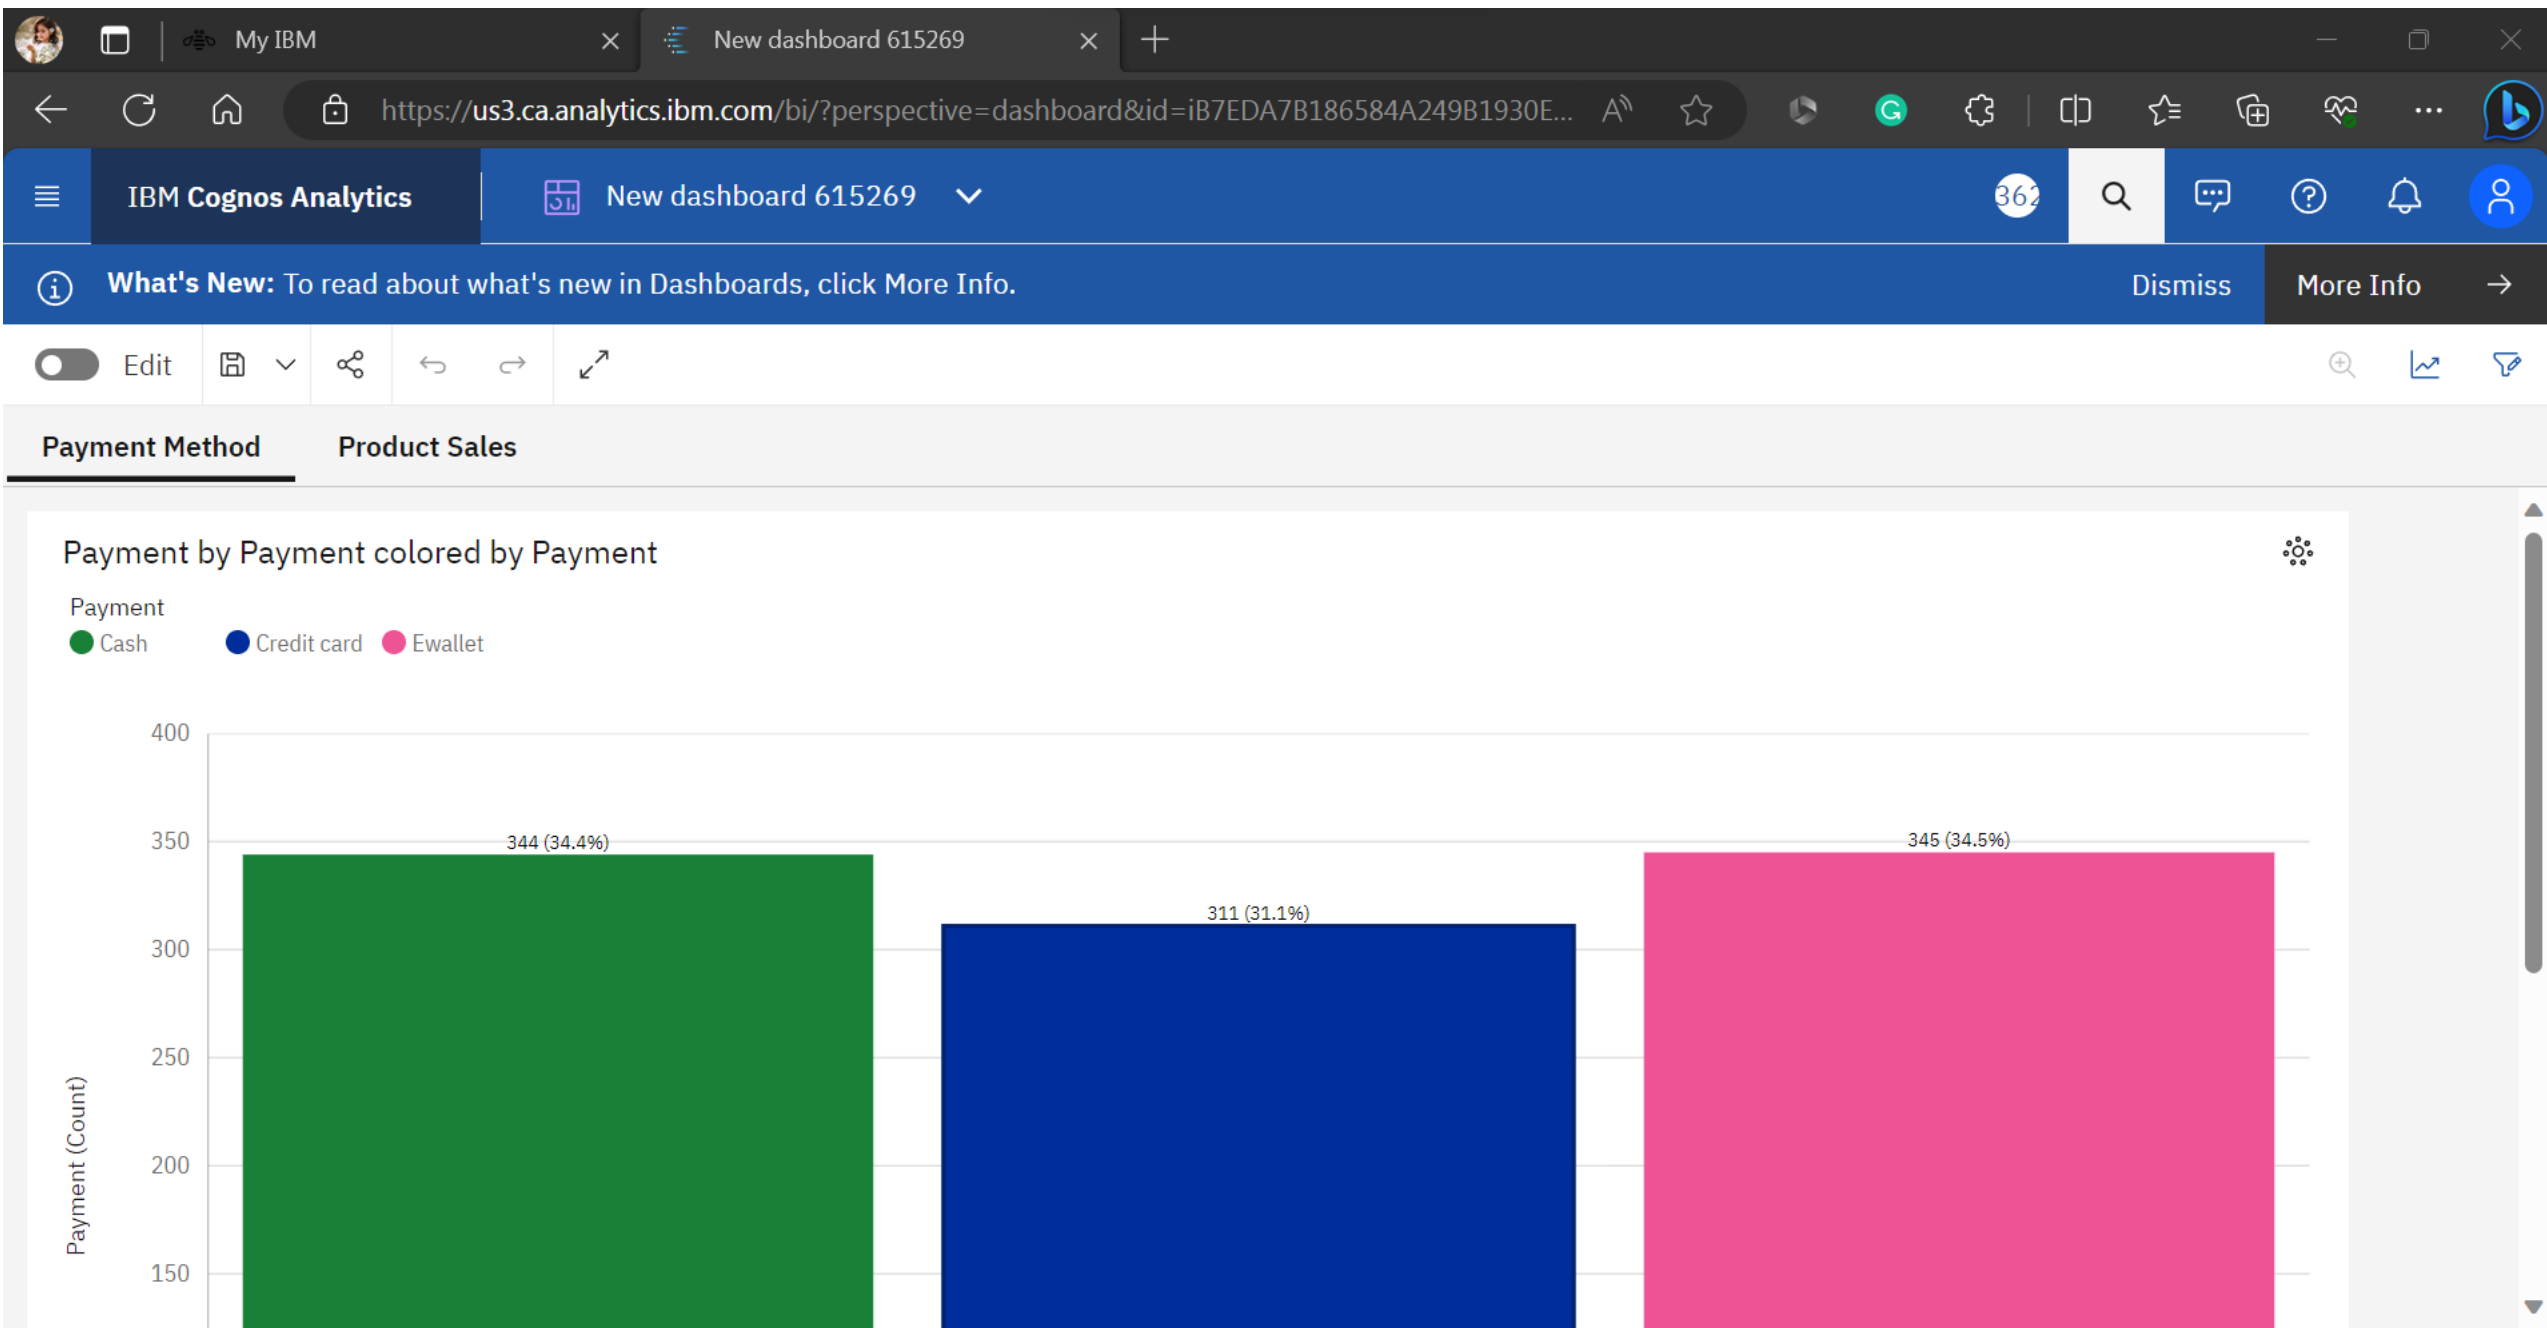 My IBM
New dashboard 615269
https://us3.ca.analytics.ibm.com/bi/?perspective=dashboard&id=iB7EDA7B186584A249B1930E...
IBM Cognos Analytics
New dashboard 615269
362
What's New: To read about what's new in Dashboards, click More Info.
Dismiss
More Info
Edit
Payment Method
Product Sales
Payment by Payment colored by Payment
Payment
Cash
Credit card
Ewallet
400
350
300
250
200
150
Payment (Count)
344 (34.4%)
311 (31.1%)
345 (34.5%)